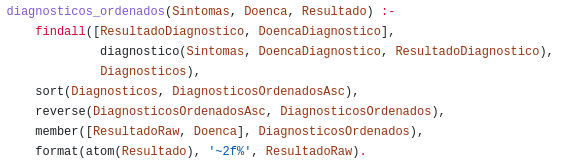 diagnosticos_ordenados(Sintomas, Doenca, Resultado) :-
    findall([ResultadoDiagnostico, DoencaDiagnostico],
             diagnostico(Sintomas, DoencaDiagnostico, ResultadoDiagnostico),
             Diagnosticos),
    sort(Diagnosticos, DiagnosticosOrdenadosAsc),
    reverse(DiagnosticosOrdenadosAsc, DiagnosticosOrdenados),
    member([ResultadoRaw, Doenca], DiagnosticosOrdenados),
    format(atom(Resultado), '~2f%', ResultadoRaw).